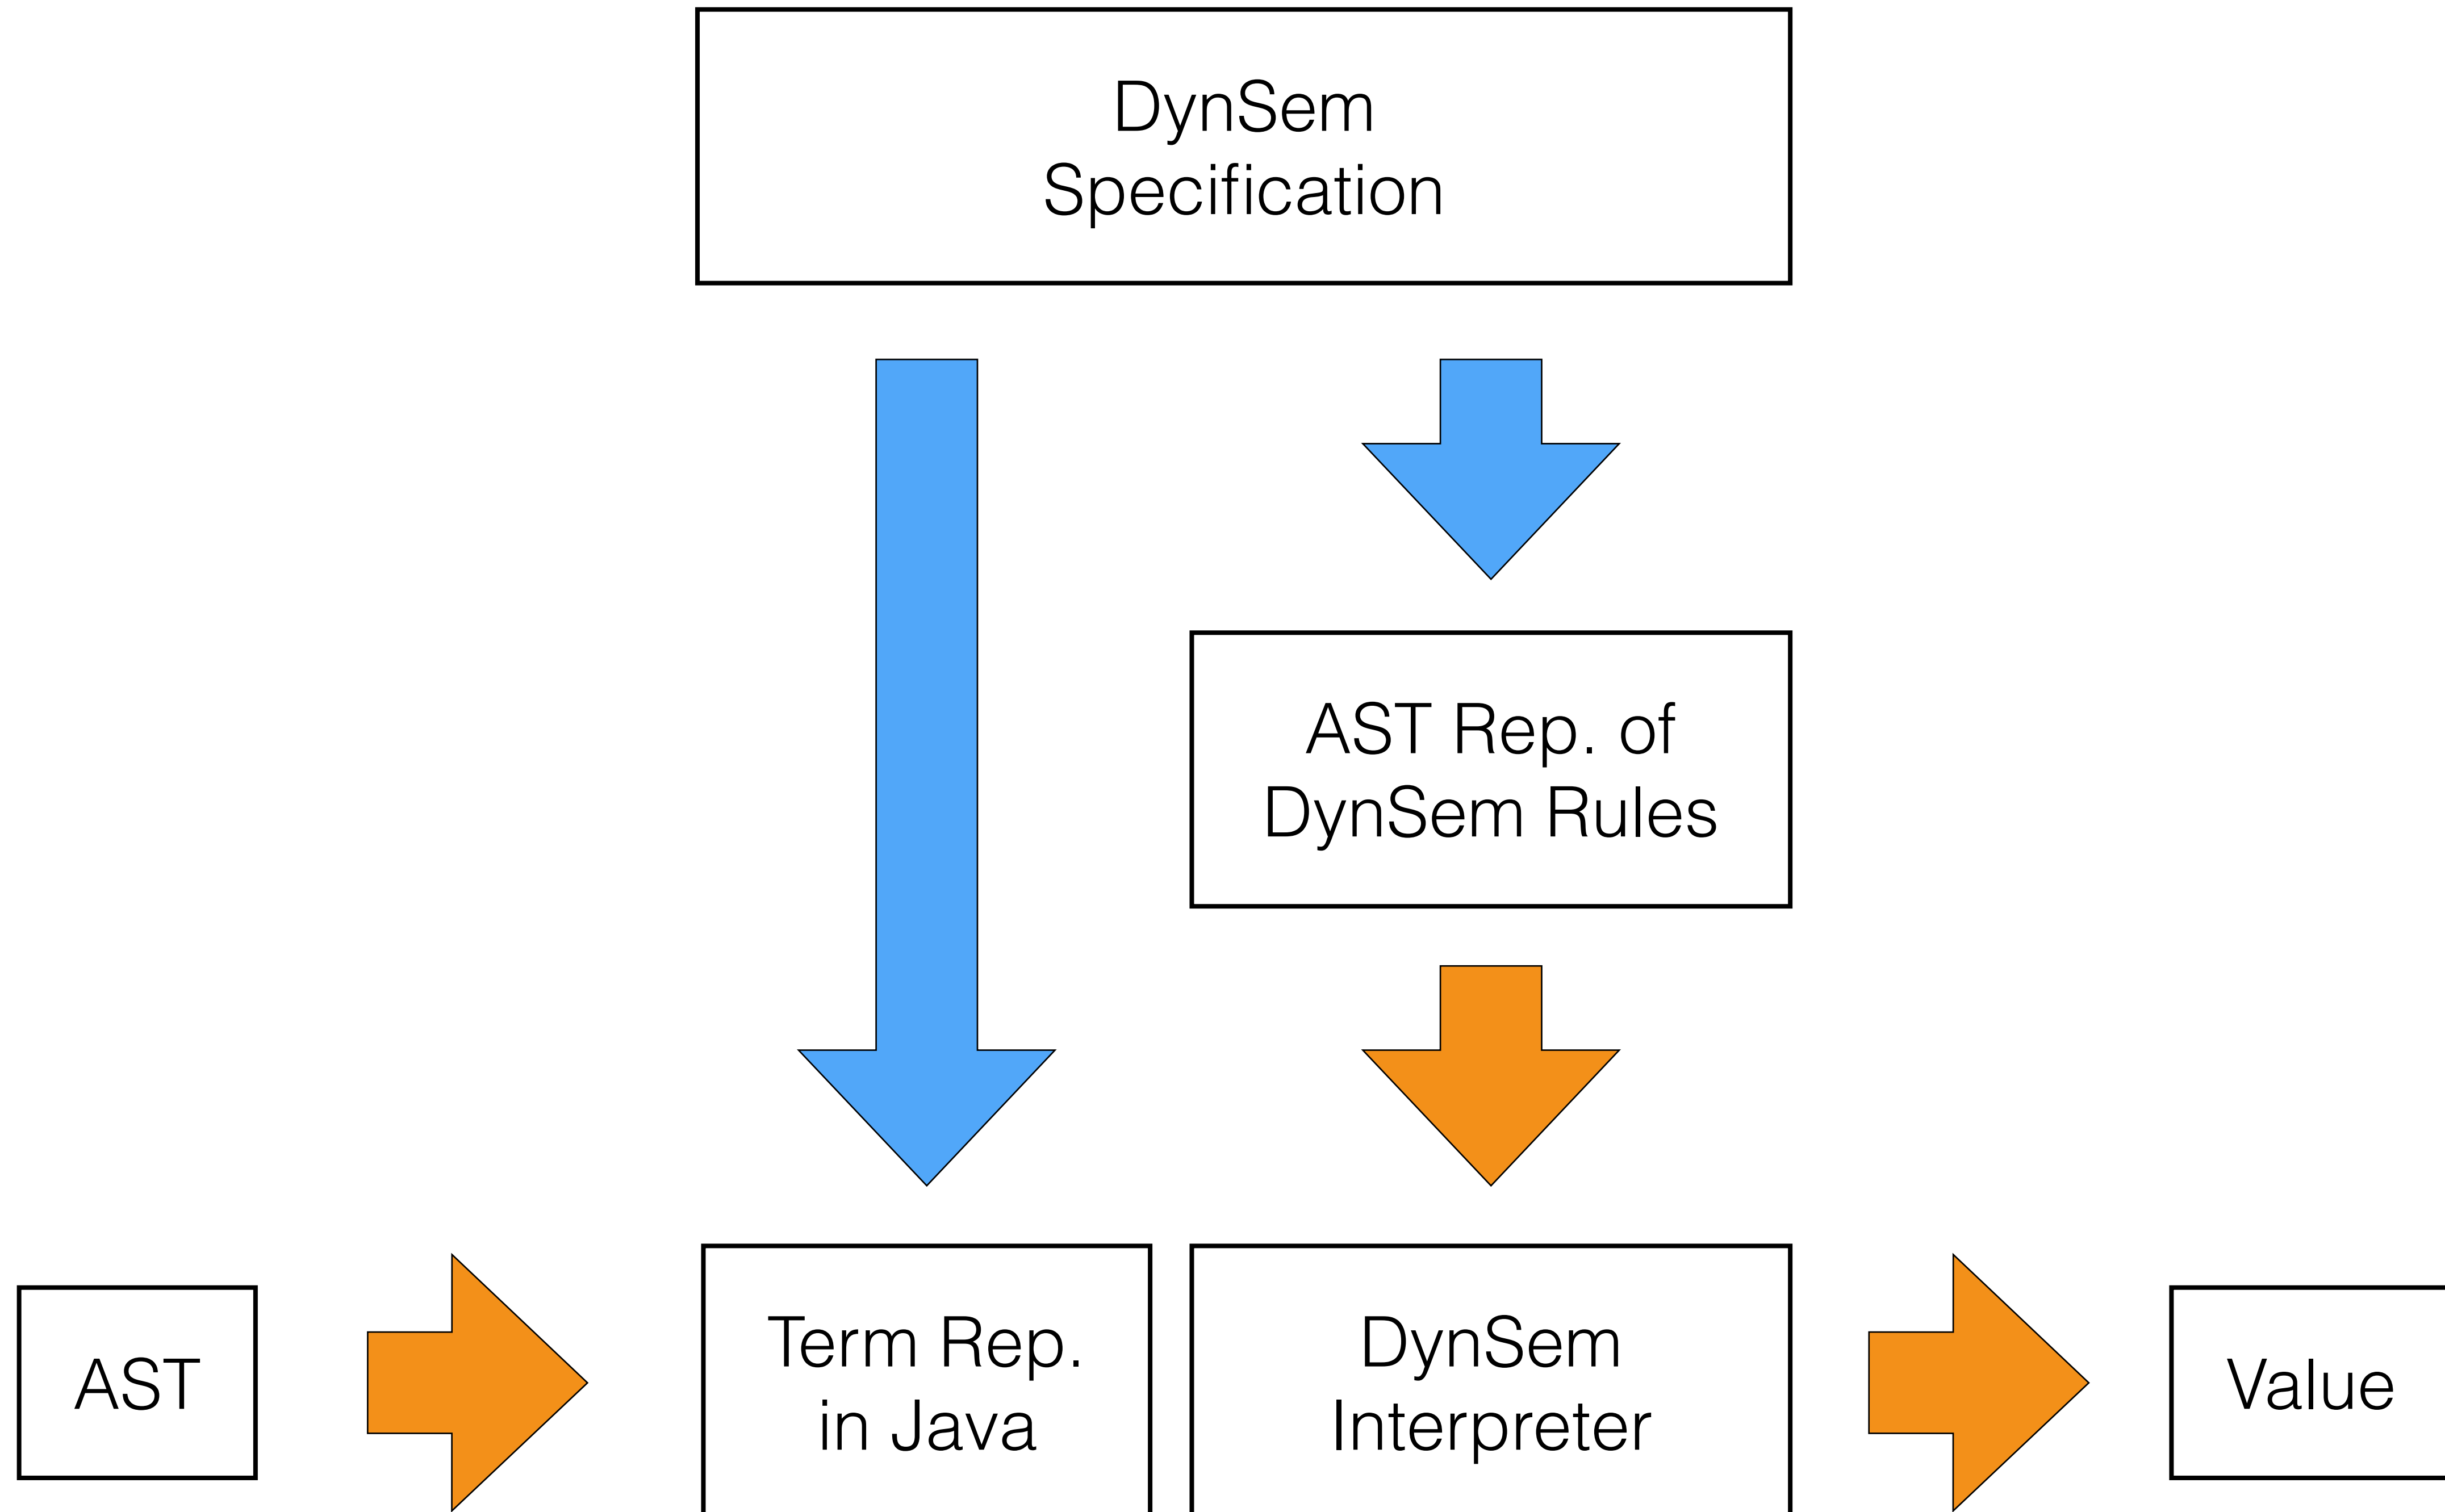 DynSem
Specification
AST Rep. of
DynSem Rules
AST
Term Rep.
in Java
DynSem
Interpreter
Value